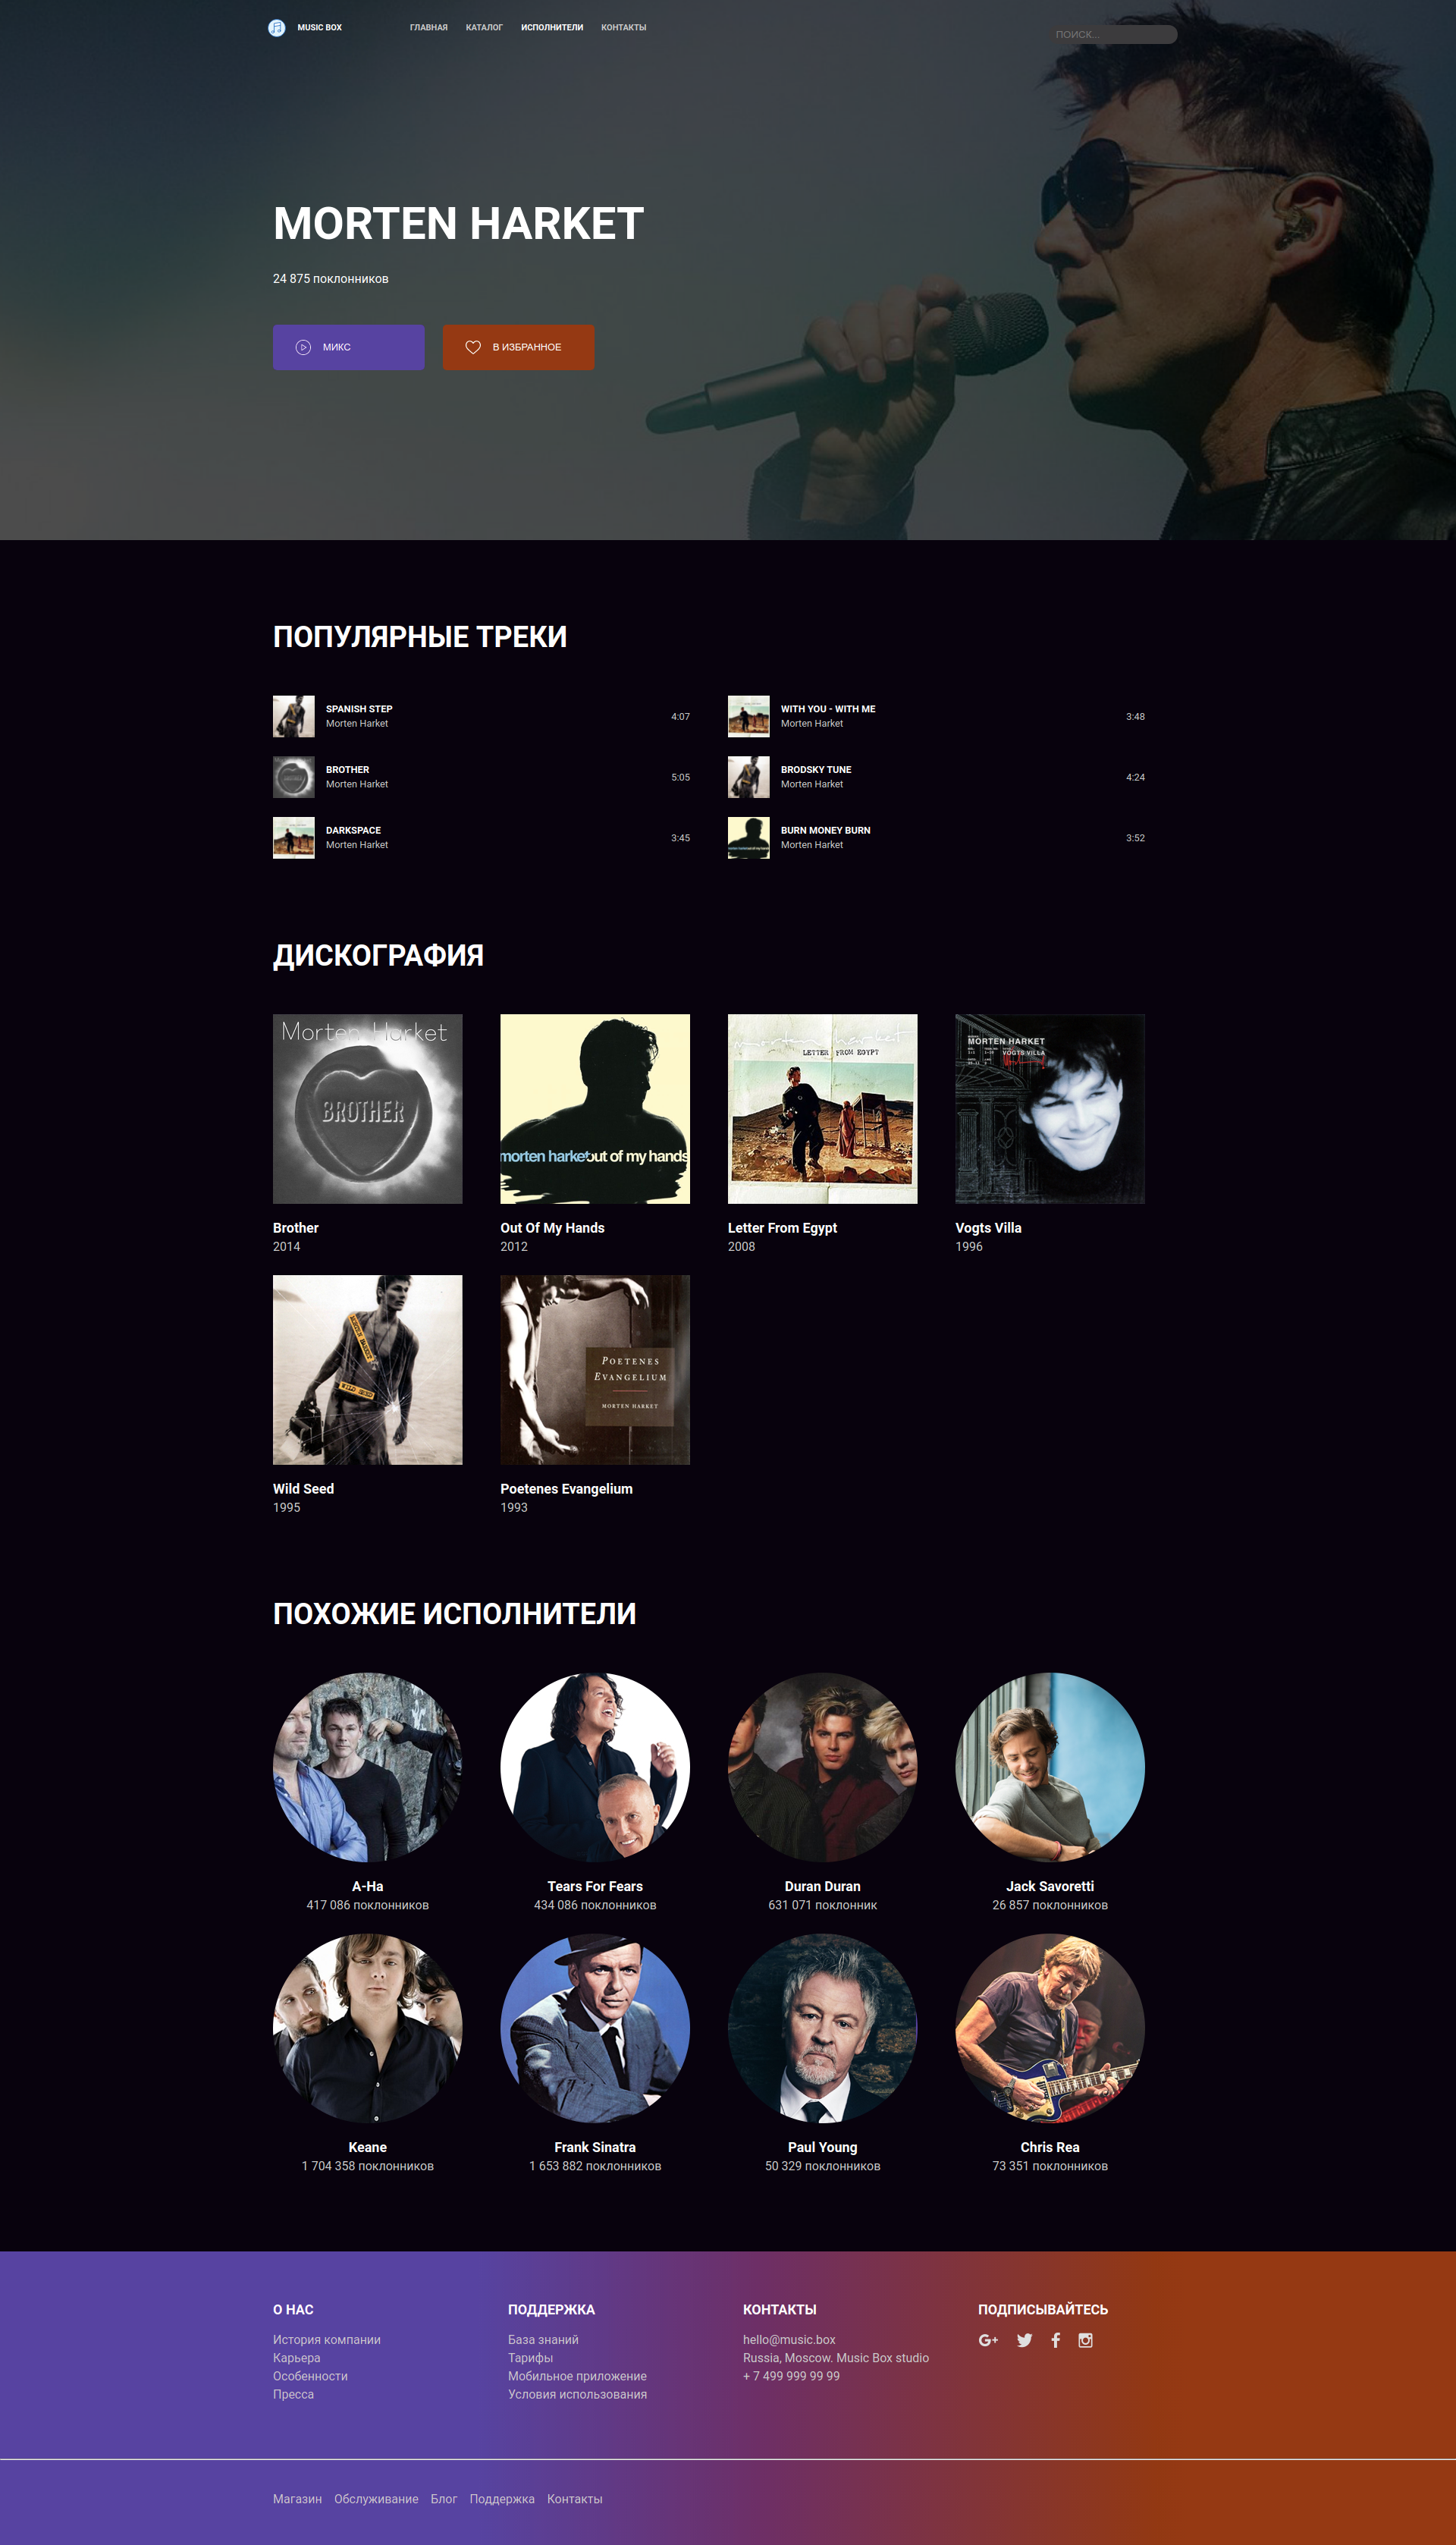 MUSIC BOX ГЛАВНАЯ КАТАЛОГ ИСПОЛНИТЕЛИ КОНТАКТЫ ПОИСК...
MORTEN HARKET
24 875 поклонников
МИКС В ИЗБРАННОЕ
ПОПУЛЯРНЫЕ ТРЕКИ
SPANISH STEP
Morten Harket
4:07
WITH YOU - WITH ME
Morten Harket
3:48
BROTHER
Morten Harket
5:05
BRODSKY TUNE
Morten Harket
4:24
DARKSPACE
Morten Harket
3:45
BURN MONEY BURN
Morten Harket
3:52
ДИСКОГРАФИЯ
Morten Harket
BROTHER
morten harket out of my hands
morten harket
LETTER FROM EGYPT
MORTEN HARKET
VOGTS VILLA
Brother
2014
Out Of My Hands
2012
Letter From Egypt
2008
Vogts Villa
1996
WILD SEED
POETENES
EVANGELIUM
MORTEN HARKET
Wild Seed
1995
Poetenes Evangelium
1993
ПОХОЖИЕ ИСПОЛНИТЕЛИ
A-Ha
417 086 поклонников
Tears For Fears
434 086 поклонников
Duran Duran
631 071 поклонник
Jack Savoretti
26 857 поклонников
Keane
1 704 358 поклонников
Frank Sinatra
1 653 882 поклонников
Paul Young
50 329 поклонников
Chris Rea
73 351 поклонников
О НАС
История компании
Карьера
Особенности
Пресса
ПОДДЕРЖКА
База знаний
Тарифы
Мобильное приложение
Условия использования
КОНТАКТЫ
hello@music.box
Russia, Moscow. Music Box studio
+ 7 499 999 99 99
ПОДПИСЫВАЙТЕСЬ
G+
Магазин Обслуживание Блог Поддержка Контакты